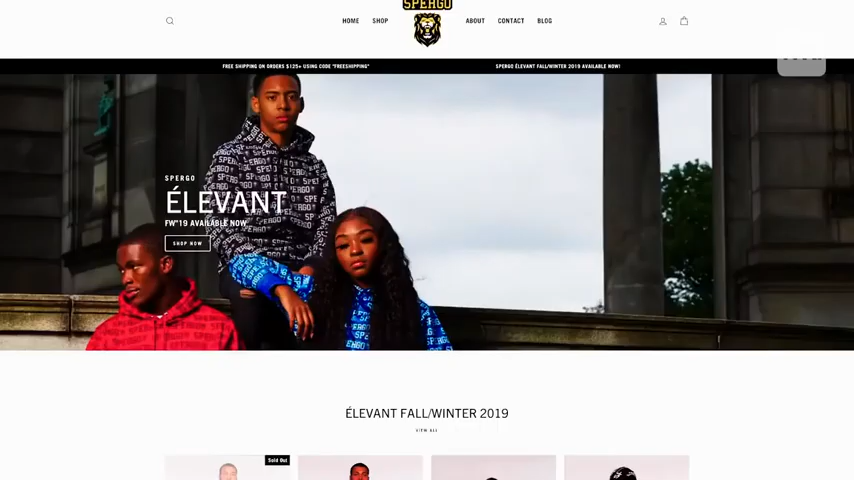 SPERGO
HOME
SHOP
ABOUT
CONTACT
BLOG
FREE SHIPPING ON ORDERS $125+ USING CODE "FREESHIPPING"
SPERGO ÉLEVANT FALL/WINTER 2019 AVAILABLE NOW!
SPERGO
ÉLEVANT
FW'19 AVAILABLE NOW
SHOP NOW
ÉLEVANT FALL/WINTER 2019
VIEW ALL
Sold Out